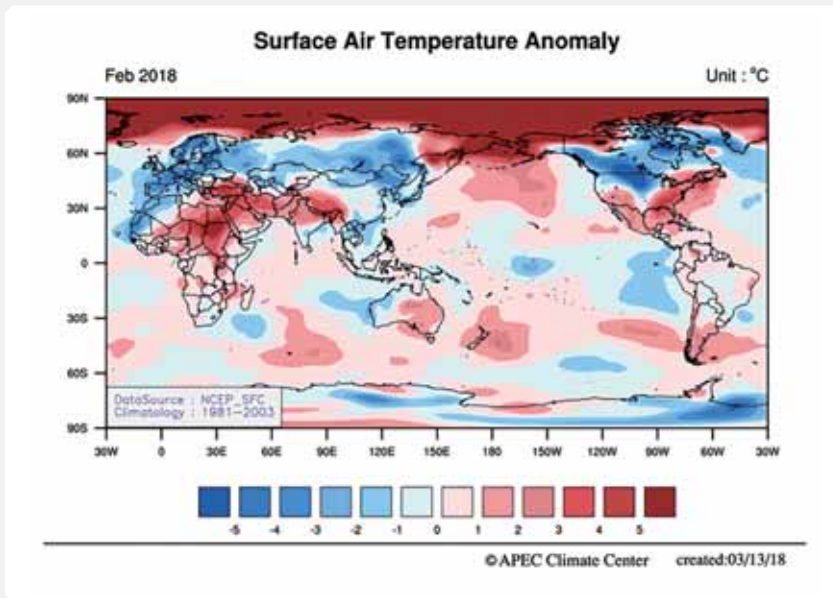 Surface Air Temperature Anomaly
Feb 2018 Unit : °C
90N
60N
30N
0
30S
60S
90S
DataSource : NCEP_SFC
Climatology : 1981-2003
30W 0 30E 60E 90E 120E 150E 180 150W 120W 90W 60W 30W
-5 -4 -3 -2 -1 0 1 2 3 4 5
©APEC Climate Center created:03/13/18